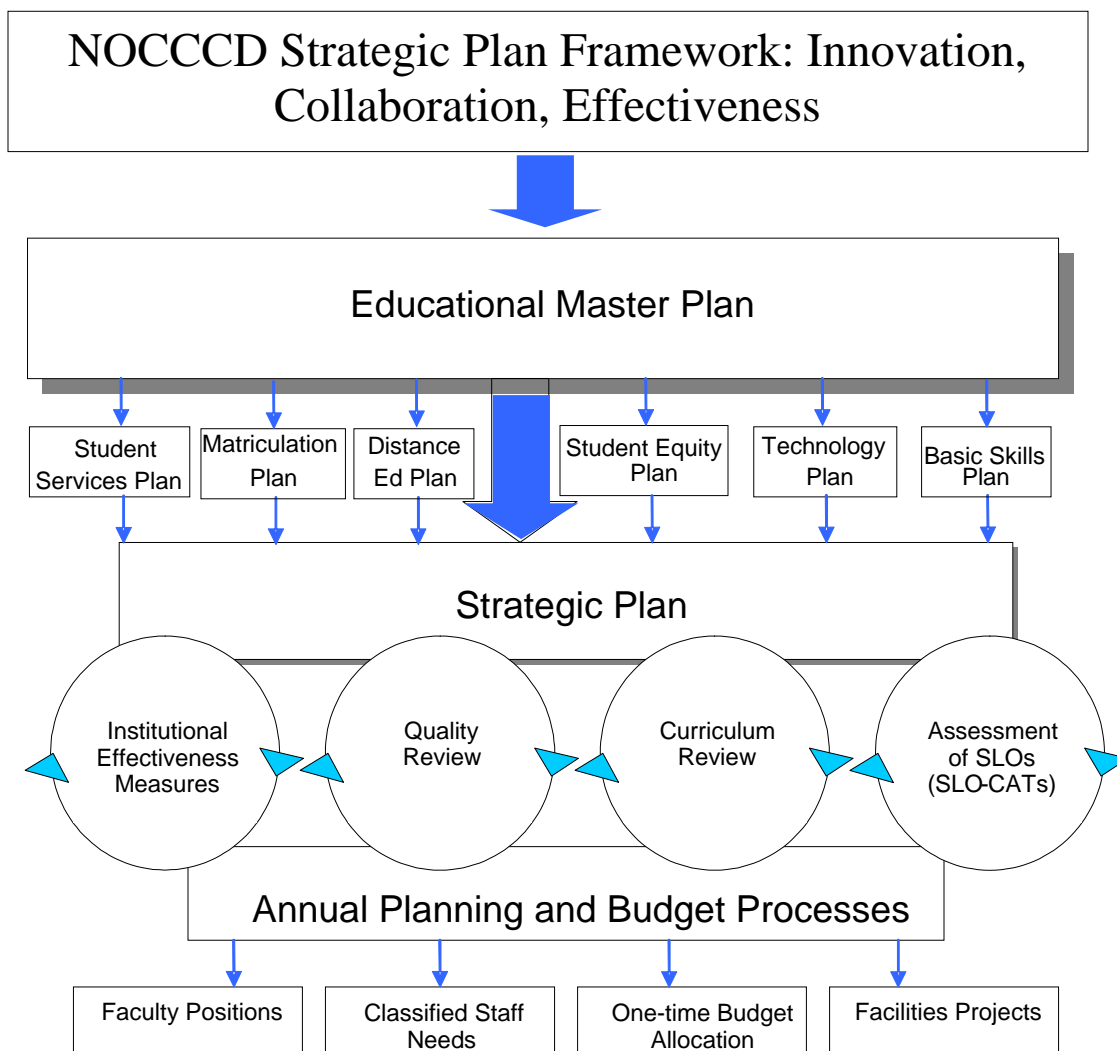 NOCCCD Strategic Plan Framework: Innovation,
Collaboration, Effectiveness
Educational Master Plan
Student
Services Plan
Matriculation
Plan
Distance
Ed Plan
Student Equity
Plan
Technology
Plan
Basic Skills
Plan
Strategic Plan
Institutional
Effectiveness
Measures
Quality
Review
Curriculum
Review
Assessment
of SLOs
(SLO-CATs)
Annual Planning and Budget Processes
Faculty Positions
Classified Staff
Needs
One-time Budget
Allocation
Facilities Projects